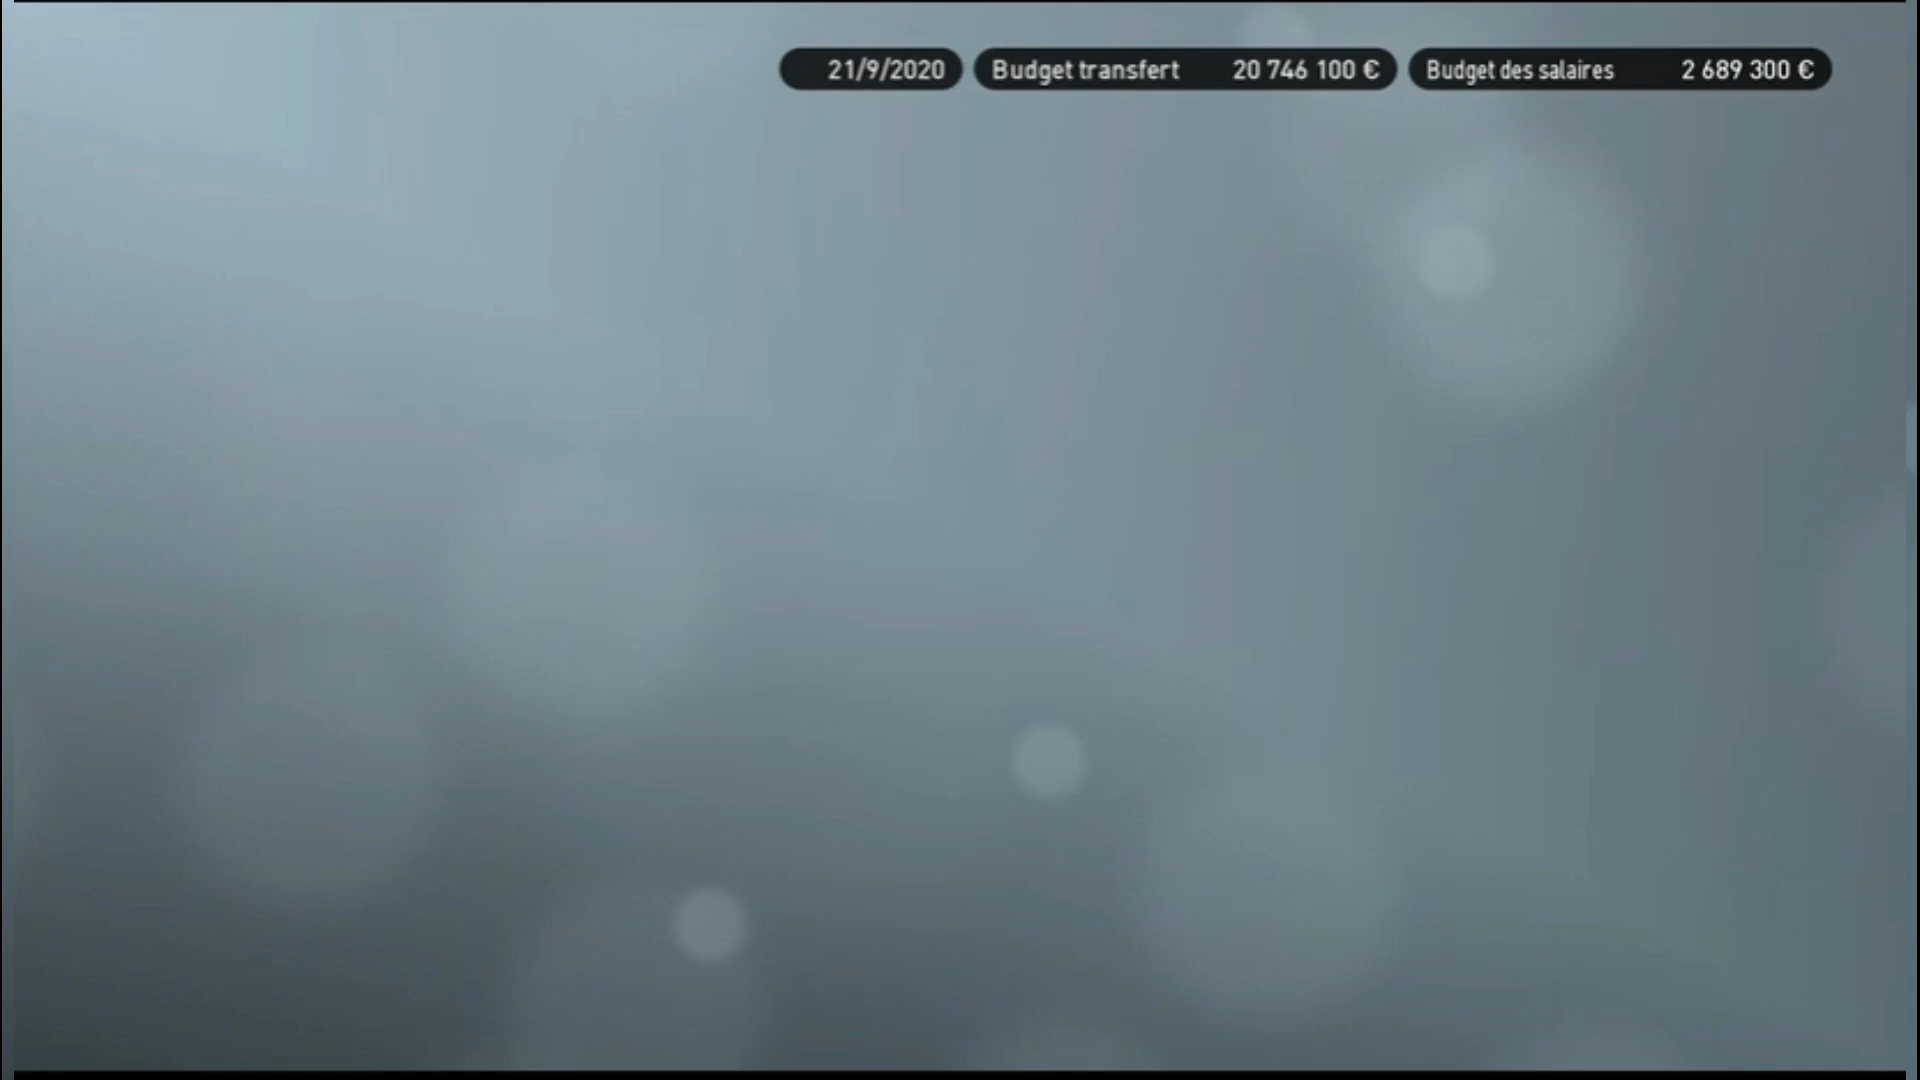 21/9/2020 Budget transfert 20 746 100 € Budget des salaires 2 689 300 €